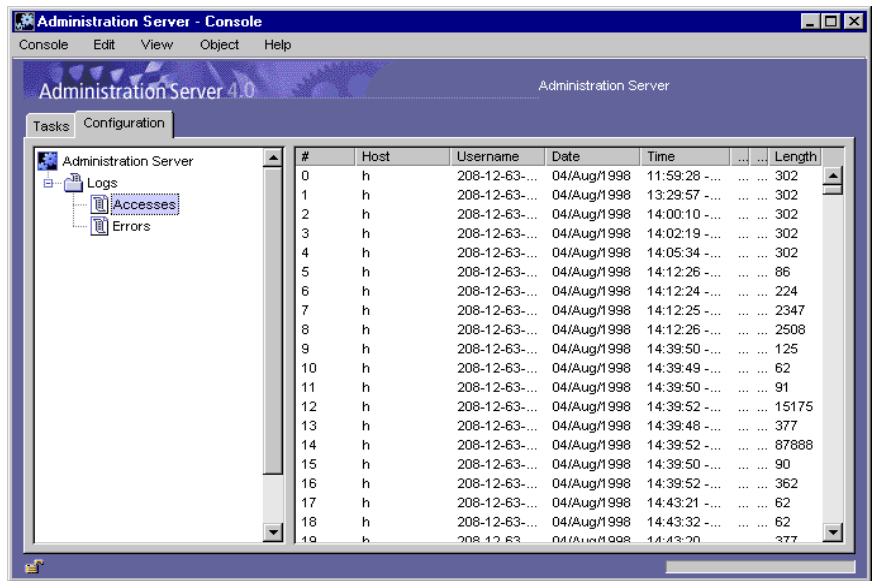 Administration Server - Console
Console Edit View Object Help
Administration Server 4.0
Administration Server
Tasks Configuration
Administration Server
Logs
Accesses
Errors
# Host Username Date Time ... ... Length
0 h 208-12-63-... 04/Aug/1998 11:59:28 -... ... ... 302
1 h 208-12-63-... 04/Aug/1998 13:29:57 -... ... ... 302
2 h 208-12-63-... 04/Aug/1998 14:00:10 -... ... ... 302
3 h 208-12-63-... 04/Aug/1998 14:02:19 -... ... ... 302
4 h 208-12-63-... 04/Aug/1998 14:05:34 -... ... ... 302
5 h 208-12-63-... 04/Aug/1998 14:12:26 -... ... ... 86
6 h 208-12-63-... 04/Aug/1998 14:12:24 -... ... ... 224
7 h 208-12-63-... 04/Aug/1998 14:12:25 -... ... ... 2347
8 h 208-12-63-... 04/Aug/1998 14:12:26 -... ... ... 2508
9 h 208-12-63-... 04/Aug/1998 14:39:50 -... ... ... 125
10 h 208-12-63-... 04/Aug/1998 14:39:49 -... ... ... 62
11 h 208-12-63-... 04/Aug/1998 14:39:50 -... ... ... 91
12 h 208-12-63-... 04/Aug/1998 14:39:52 -... ... ... 15175
13 h 208-12-63-... 04/Aug/1998 14:39:48 -... ... ... 377
14 h 208-12-63-... 04/Aug/1998 14:39:52 -... ... ... 87888
15 h 208-12-63-... 04/Aug/1998 14:39:50 -... ... ... 90
16 h 208-12-63-... 04/Aug/1998 14:39:52 -... ... ... 362
17 h 208-12-63-... 04/Aug/1998 14:43:21 -... ... ... 62
18 h 208-12-63-... 04/Aug/1998 14:43:32 -... ... ... 62
19 h 208-12-63 04/Aug/1998 14:43:20 377